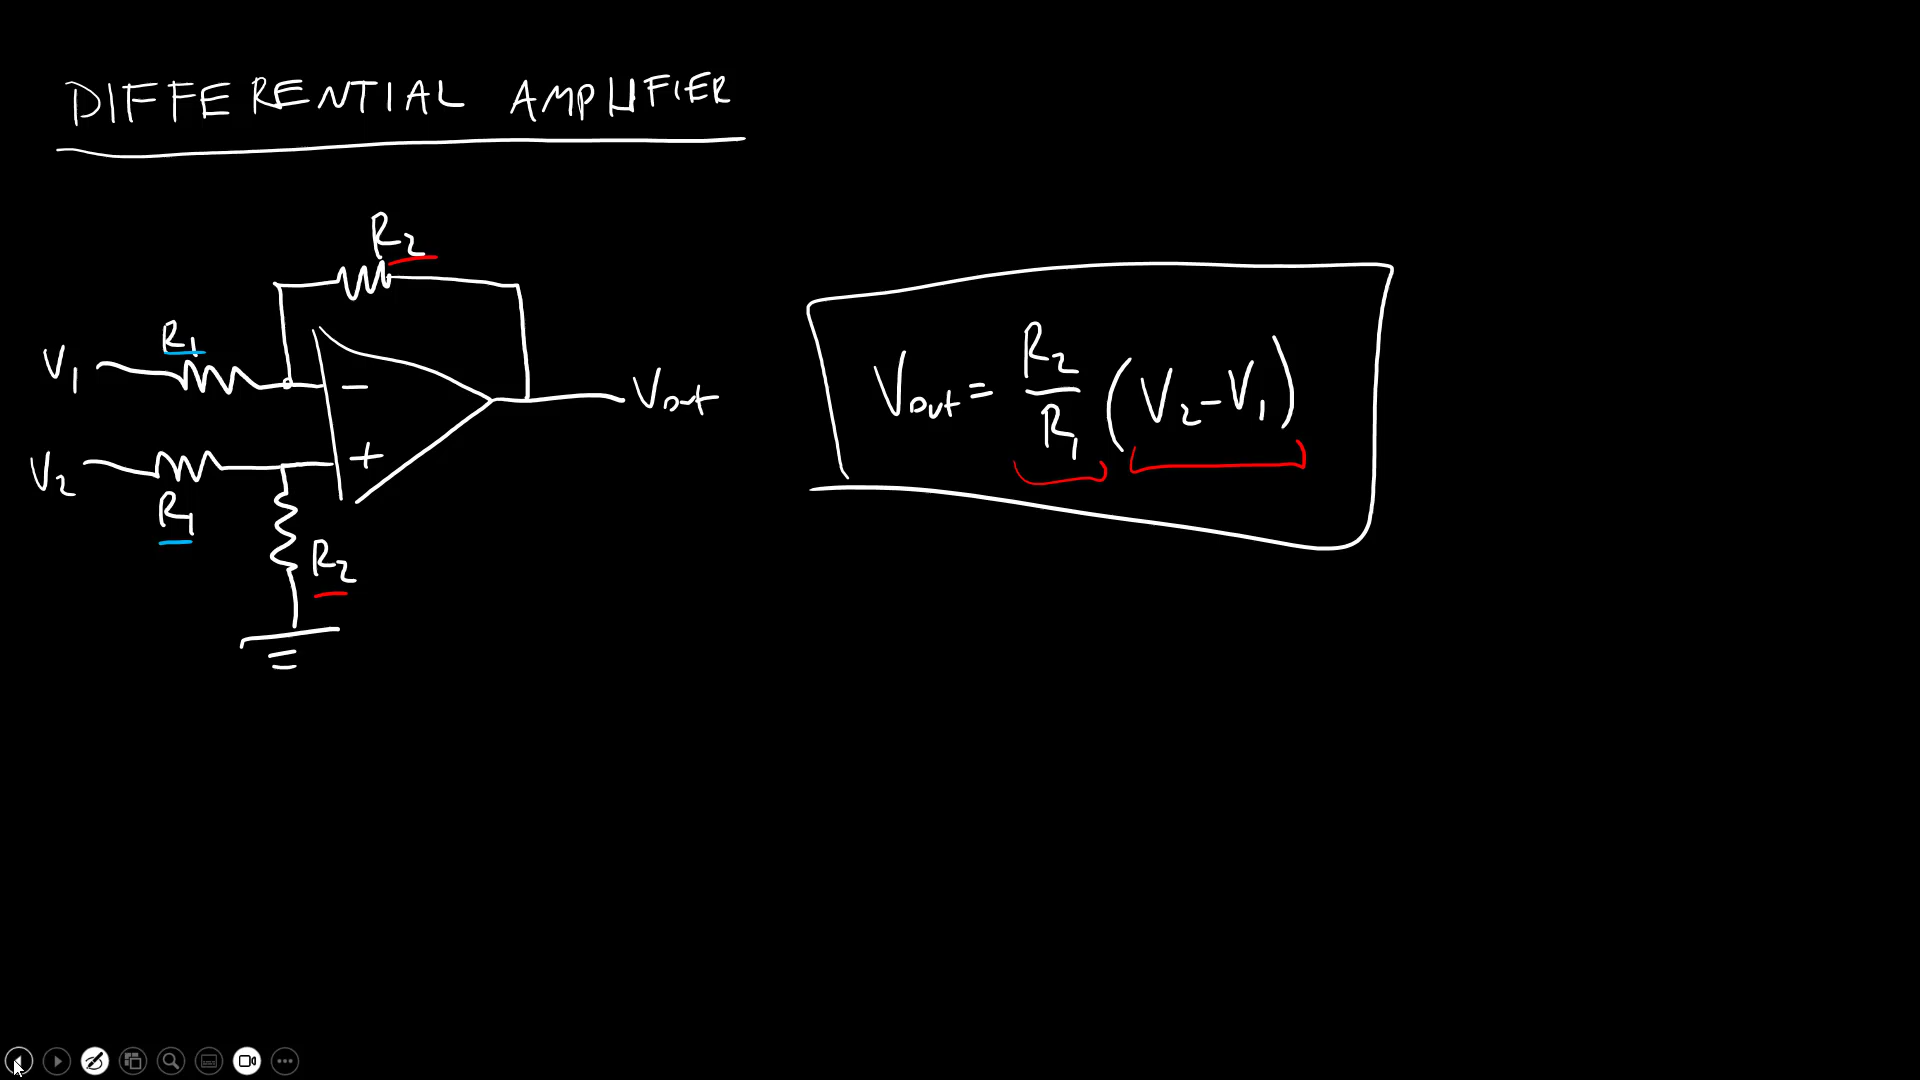 DIFFERENTIAL AMPLIFIER
R2
R1
V1
−
Vout
V2
+
R1
R2
Vout = R2/R1 (V2 − V1)